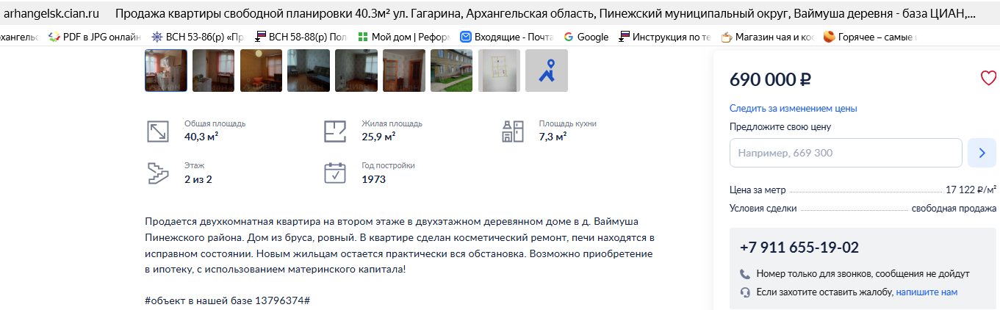 arhangelsk.cian.ru Продажа квартиры свободной планировки 40.3м² ул. Гагарина, Архангельская область, Пинежский муниципальный округ, Ваймуша деревня - база ЦИАН,...
PDF в JPG онлайн ВСН 53-86(р) «Пр ВСН 58-88(р) Пол Мой дом | Реформ Входящие - Почта Google Инструкция по те Магазин чая и коф Горячее – самые
690 000 ₽
Следить за изменением цены
Предложите свою цену
Например, 669 300
Цена за метр 17 122 ₽/м²
Условия сделки свободная продажа
+7 911 655-19-02
Номер только для звонков, сообщения не дойдут
Если захотите оставить жалобу, напишите нам
Общая площадь
40,3 м²
Жилая площадь
25,9 м²
Площадь кухни
7,3 м²
Этаж
2 из 2
Год постройки
1973
Продается двухкомнатная квартира на втором этаже в двухэтажном деревянном доме в д. Ваймуша
Пинежского района. Дом из бруса, ровный. В квартире сделан косметический ремонт, печи находятся в
исправном состоянии. Новым жильцам остается практически вся обстановка. Возможно приобретение
в ипотеку, с использованием материнского капитала!
#объект в нашей базе 13796374#